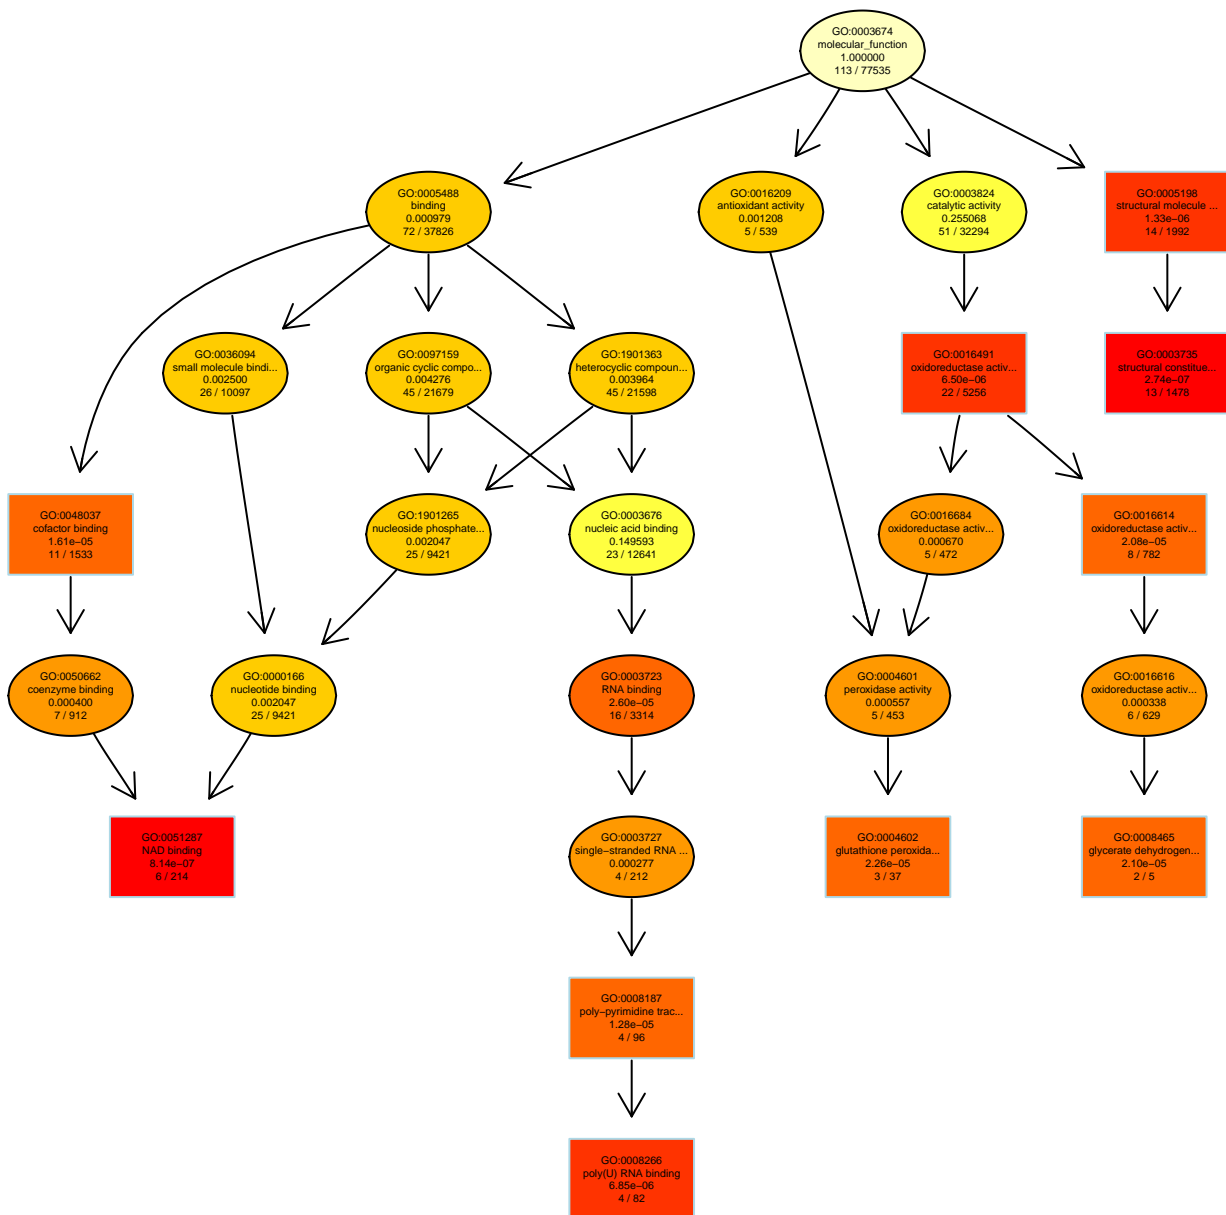 GO:0003674
molecular_function
1.000000
113 / 77535
GO:0005488
binding
0.000979
72 / 37826
GO:0016209
antioxidant activity
0.001208
5 / 539
GO:0003824
catalytic activity
0.255068
51 / 32294
GO:0005198
structural molecule ...
1.33e−06
14 / 1992
GO:0036094
small molecule bindi...
0.002500
26 / 10097
GO:0097159
organic cyclic compo...
0.004276
45 / 21679
GO:1901363
heterocyclic compoun...
0.003964
45 / 21598
GO:0016491
oxidoreductase activ...
6.50e−06
22 / 5256
GO:0003735
structural constitue...
2.74e−07
13 / 1478
GO:0048037
cofactor binding
1.61e−05
11 / 1533
GO:1901265
nucleoside phosphate...
0.002047
25 / 9421
GO:0003676
nucleic acid binding
0.149593
23 / 12641
GO:0016684
oxidoreductase activ...
0.000670
5 / 472
GO:0016614
oxidoreductase activ...
2.08e−05
8 / 782
GO:0050662
coenzyme binding
0.000400
7 / 912
GO:0000166
nucleotide binding
0.002047
25 / 9421
GO:0003723
RNA binding
2.60e−05
16 / 3314
GO:0004601
peroxidase activity
0.000557
5 / 453
GO:0016616
oxidoreductase activ...
0.000338
6 / 629
GO:0051287
NAD binding
8.14e−07
6 / 214
GO:0003727
single−stranded RNA ...
0.000277
4 / 212
GO:0004602
glutathione peroxida...
2.26e−05
3 / 37
GO:0008465
glycerate dehydrogen...
2.10e−05
2 / 5
GO:0008187
poly−pyrimidine trac...
1.28e−05
4 / 96
GO:0008266
poly(U) RNA binding
6.85e−06
4 / 82